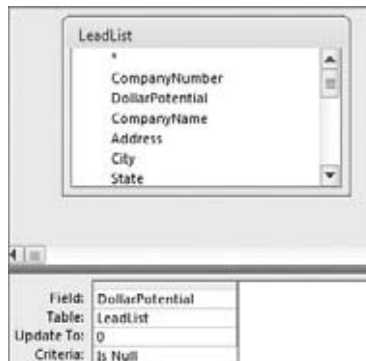 LeadList
*
CompanyNumber
DollarPotential
CompanyName
Address
City
State
Field: DollarPotential
Table: LeadList
Update To: 0
Criteria: Is Null